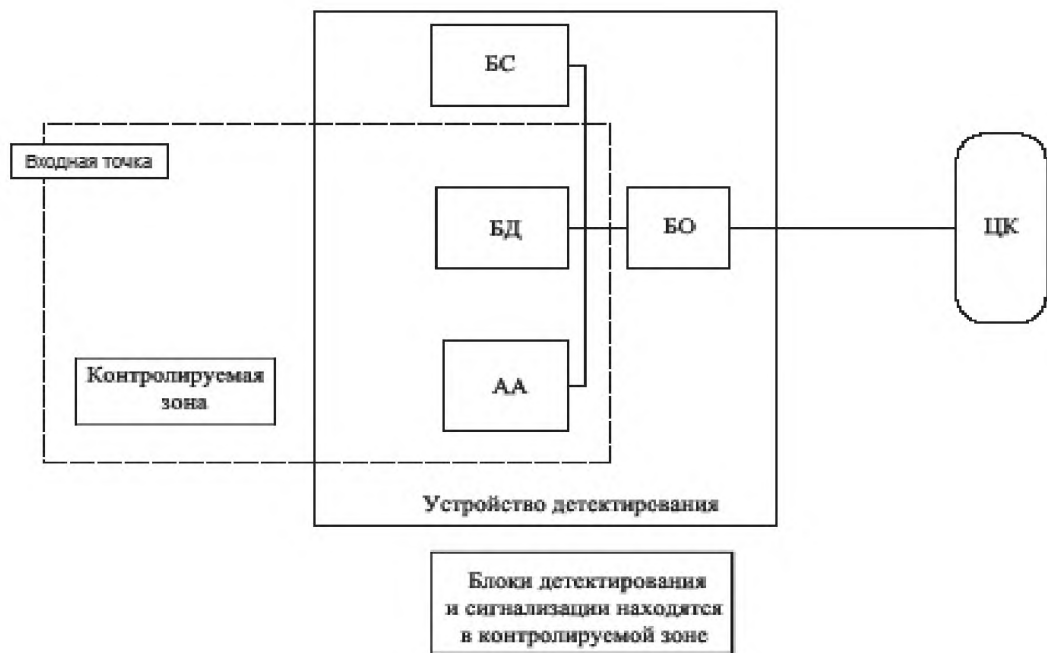 БС
Входная точка
БД
БО
ЦК
Контролируемая
зона
АА
Устройство детектирования
Блоки детектирования
и сигнализации находятся
в контролируемой зоне